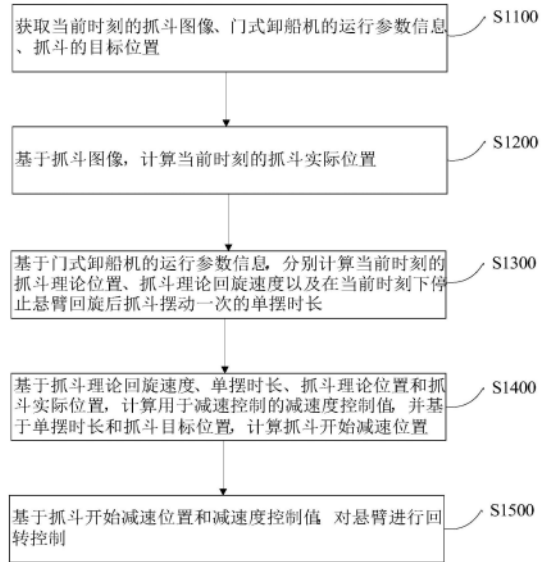 获取当前时刻的抓斗图像、门式卸船机的运行参数信息
、抓斗的目标位置
S1100
基于抓斗图像，计算当前时刻的抓斗实际位置
S1200
基于门式卸船机的运行参数信息，分别计算当前时刻的
抓斗理论位置、抓斗理论回旋速度以及在当前时刻下停
止悬臂回旋后抓斗摆动一次的单摆时长
S1300
基于抓斗理论回旋速度、单摆时长、抓斗理论位置和抓
斗实际位置，计算用于减速控制的减速度控制值，并基
于单摆时长和抓斗目标位置，计算抓斗开始减速位置
S1400
基于抓斗开始减速位置和减速度控制值，对悬臂进行回
转控制
S1500